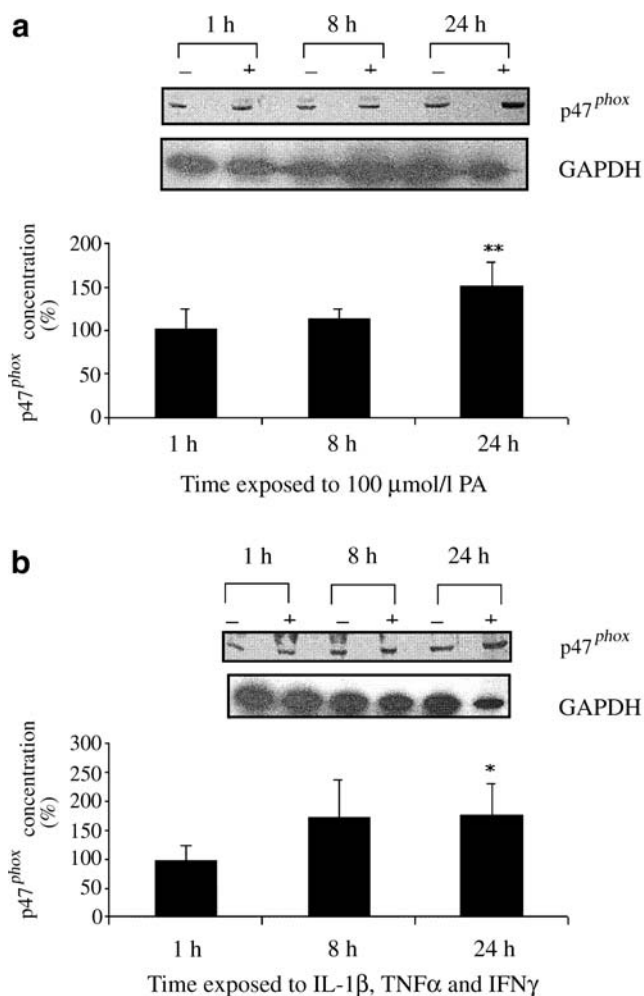 a
1 h 8 h 24 h
– + – + – +
p47phox
GAPDH
p47phox concentration
(%)
200
150
100
50
0
**
1 h 8 h 24 h
Time exposed to 100 μmol/l PA
b
1 h 8 h 24 h
– + – + – +
p47phox
GAPDH
p47phox concentration
(%)
300
250
200
150
100
50
0
*
1 h 8 h 24 h
Time exposed to IL-1β, TNFα and IFNγ